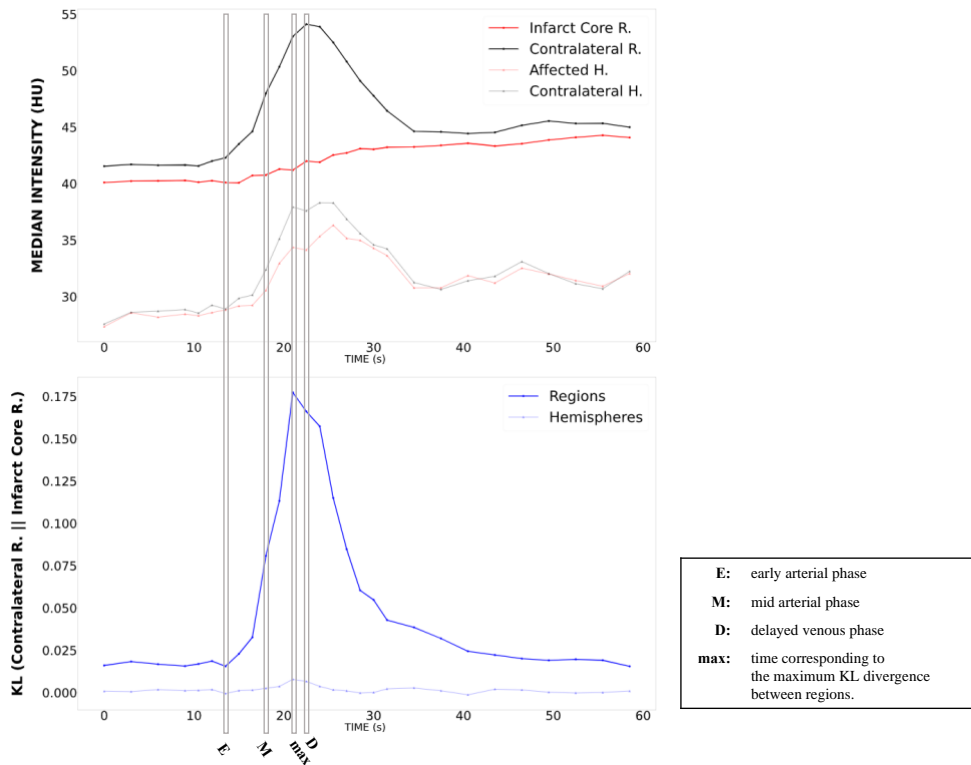 55
50
45
40
35
30
MEDIAN INTENSITY (HU)
Infarct Core R.
Contralateral R.
Affected H.
Contralateral H.
0 10 20 30 40 50 60
TIME (s)
0.175
0.150
0.125
0.100
0.075
0.050
0.025
0.000
KL (Contralateral R. || Infarct Core R.)
Regions
Hemispheres
0 10 20 30 40 50 60
TIME (s)
E M max D
E: early arterial phase
M: mid arterial phase
D: delayed venous phase
max: time corresponding to
the maximum KL divergence
between regions.